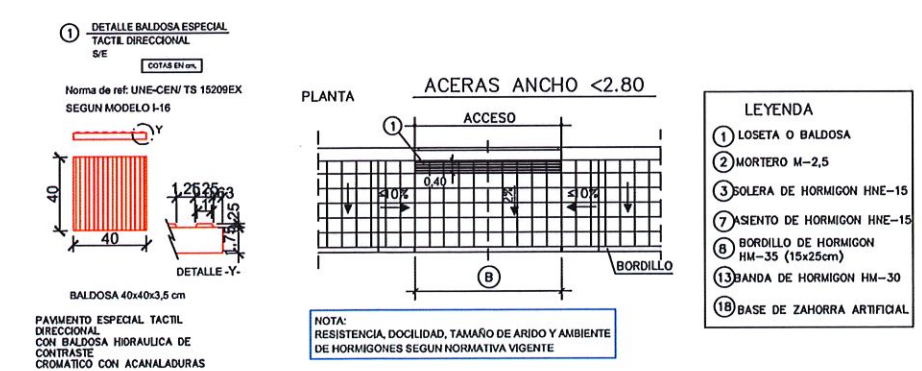 1 DETALLE BALDOSA ESPECIAL
TACTIL DIRECCIONAL
S/E
COTAS EN cm,
Norma de ref: UNE-CEN/ TS 15209EX
SEGUN MODELO I-16
Y
40
40
DETALLE -Y-
BALDOSA 40x40x3,5 cm
PAVIMENTO ESPECIAL TACTIL
DIRECCIONAL
CON BALDOSA HIDRAULICA DE
CONTRASTE
CROMATICO CON ACANALADURAS
PLANTA
ACERAS ANCHO <2.80
ACCESO
1
0,40
≤10%
2%
≤10%
8
BORDILLO
NOTA:
RESISTENCIA, DOCILIDAD, TAMAÑO DE ARIDO Y AMBIENTE
DE HORMIGONES SEGUN NORMATIVA VIGENTE
LEYENDA
1 LOSETA O BALDOSA
2 MORTERO M-2,5
3 SOLERA DE HORMIGON HNE-15
7 ASIENTO DE HORMIGON HNE-15
8 BORDILLO DE HORMIGON
HM-35 (15x25cm)
13 BANDA DE HORMIGON HM-30
18 BASE DE ZAHORRA ARTIFICIAL